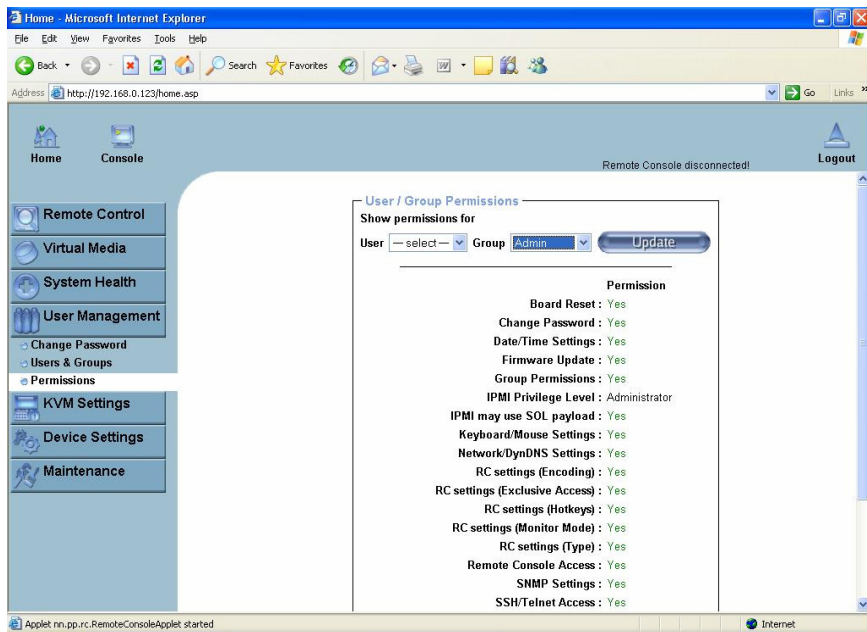 Home - Microsoft Internet Explorer
File Edit View Favorites Tools Help
Back Search Favorites
Address http://192.168.0.123/home.asp Go Links »
Home Console Remote Console disconnected! Logout
Remote Control
Virtual Media
System Health
User Management
Change Password
Users & Groups
Permissions
KVM Settings
Device Settings
Maintenance
User / Group Permissions
Show permissions for
User — select — Group Admin Update
Permission
Board Reset : Yes
Change Password : Yes
Date/Time Settings : Yes
Firmware Update : Yes
Group Permissions : Yes
IPMI Privilege Level : Administrator
IPMI may use SOL payload : Yes
Keyboard/Mouse Settings : Yes
Network/DynDNS Settings : Yes
RC settings (Encoding) : Yes
RC settings (Exclusive Access) : Yes
RC settings (Hotkeys) : Yes
RC settings (Monitor Mode) : Yes
RC settings (Type) : Yes
Remote Console Access : Yes
SNMP Settings : Yes
SSH/Telnet Access : Yes
Applet nn.pp.rc.RemoteConsoleApplet started Internet